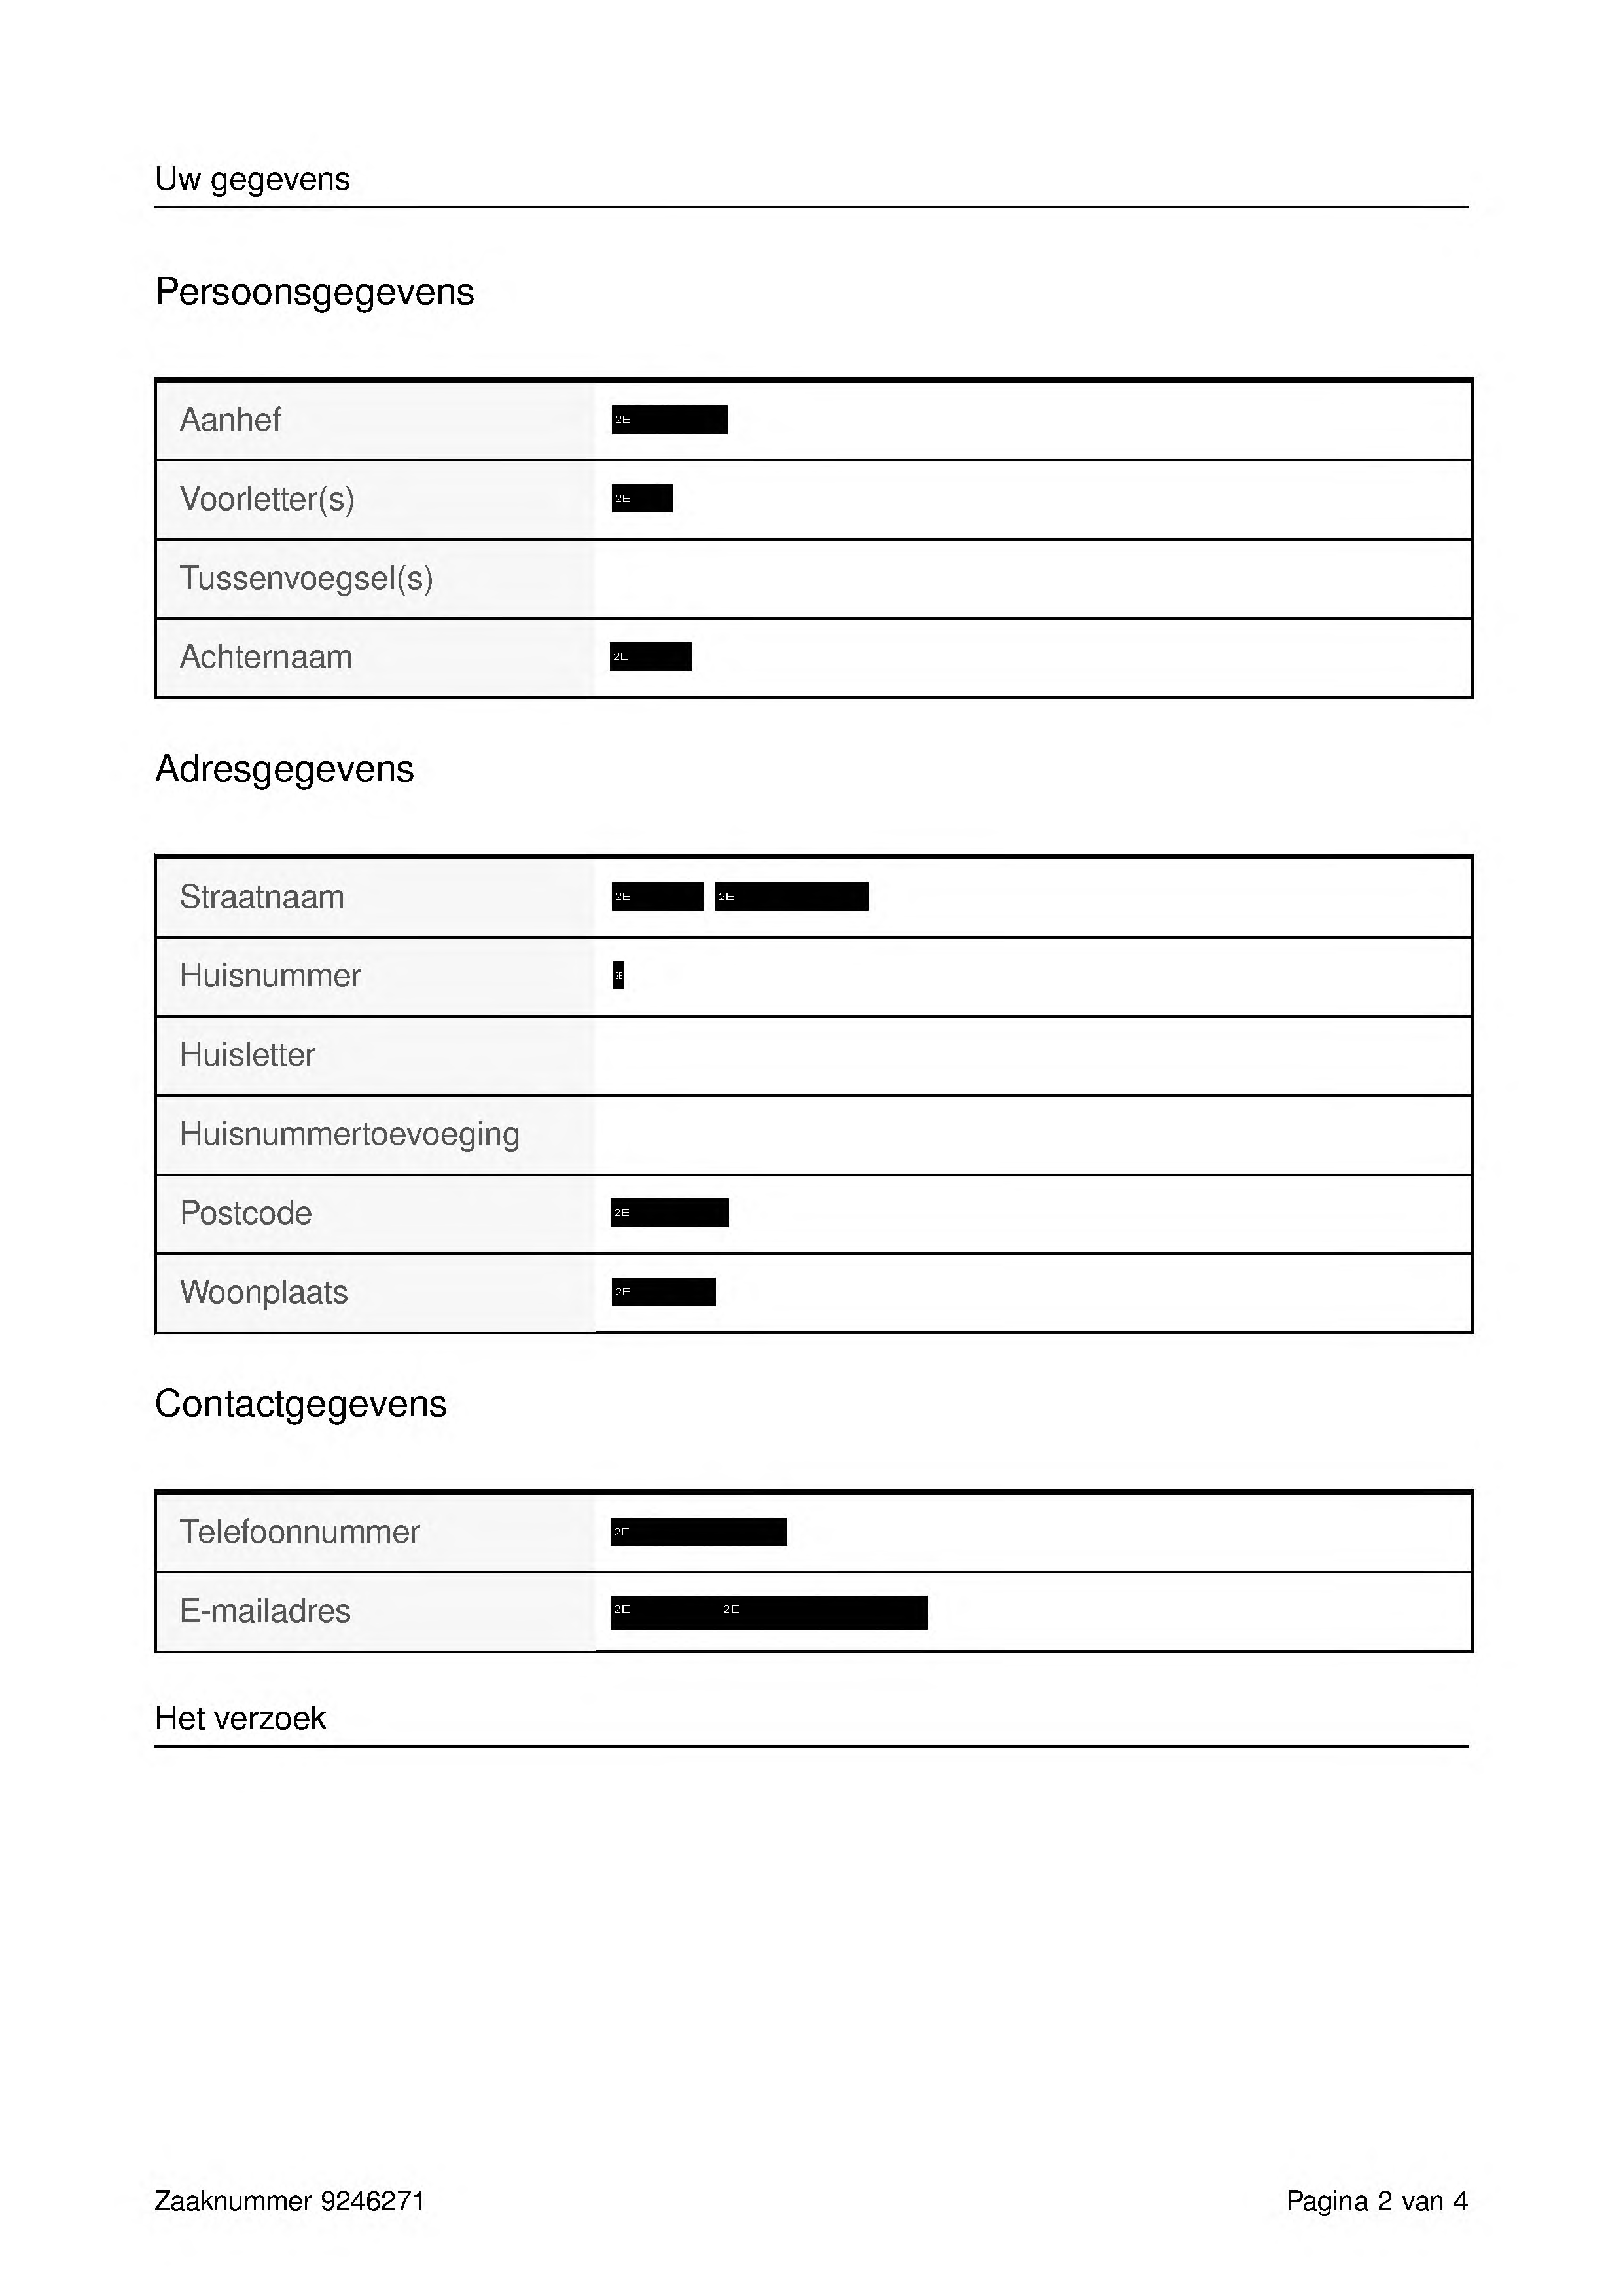 Uw gegevens
Persoonsgegevens
Aanhef 2E
Voorletter(s) 2E
Tussenvoegsel(s)
Achternaam 2E
Adresgegevens
Straatnaam 2E 2E
Huisnummer 2E
Huisletter
Huisnummertoevoeging
Postcode 2E
Woonplaats 2E
Contactgegevens
Telefoonnummer 2E
E-mailadres 2E 2E
Het verzoek
Zaaknummer 9246271 Pagina 2 van 4